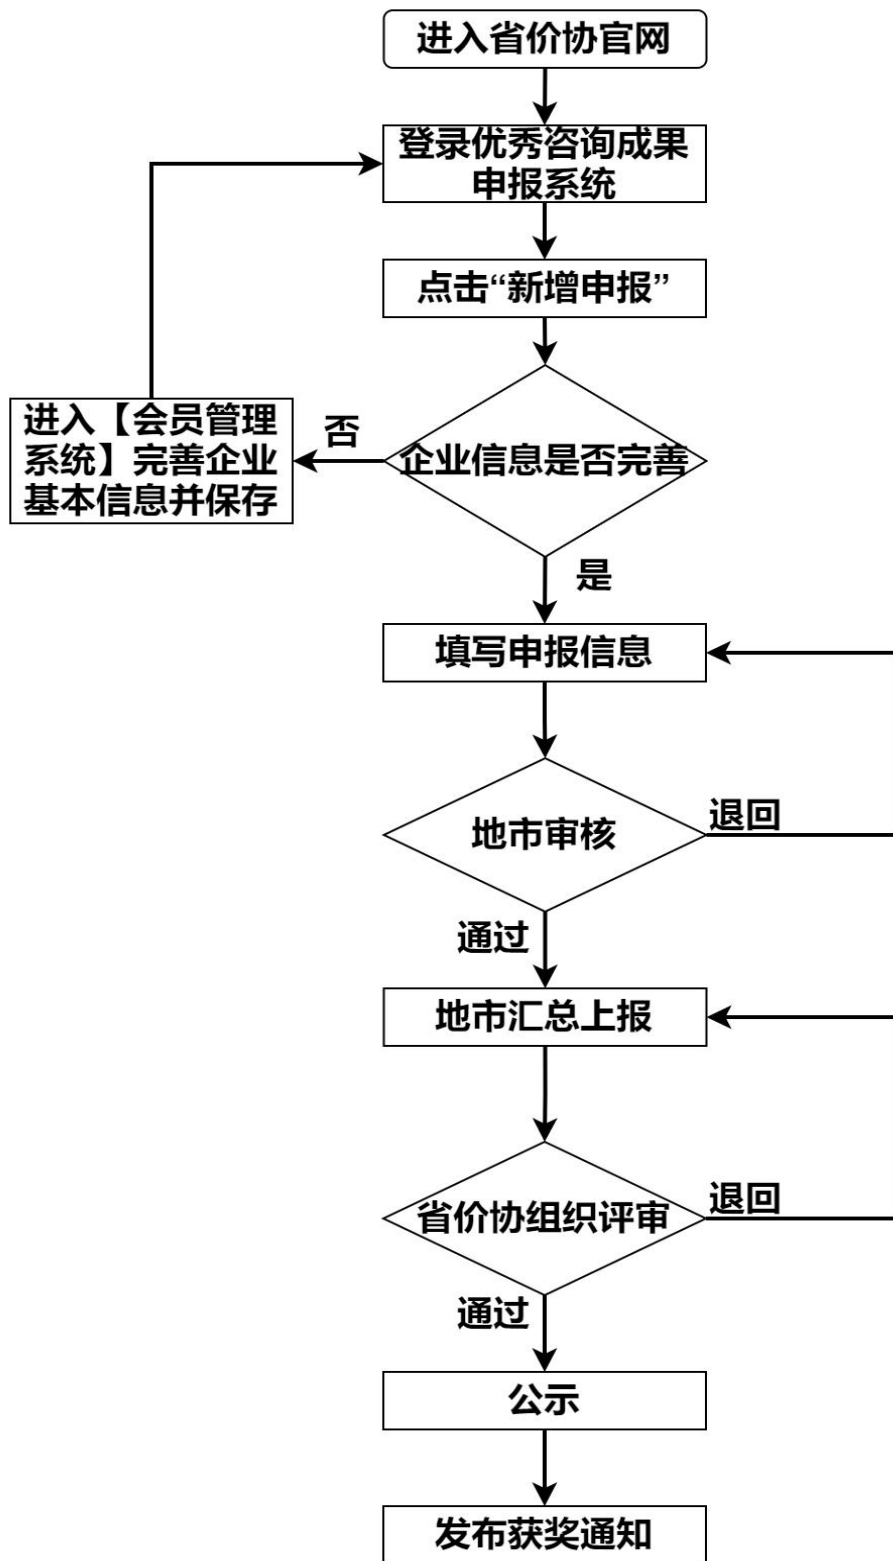 进入省价协官网
登录优秀咨询成果
申报系统
点击“新增申报”
企业信息是否完善
否
进入【会员管理
系统】完善企业
基本信息并保存
是
填写申报信息
地市审核
退回
通过
地市汇总上报
省价协组织评审
退回
通过
公示
发布获奖通知